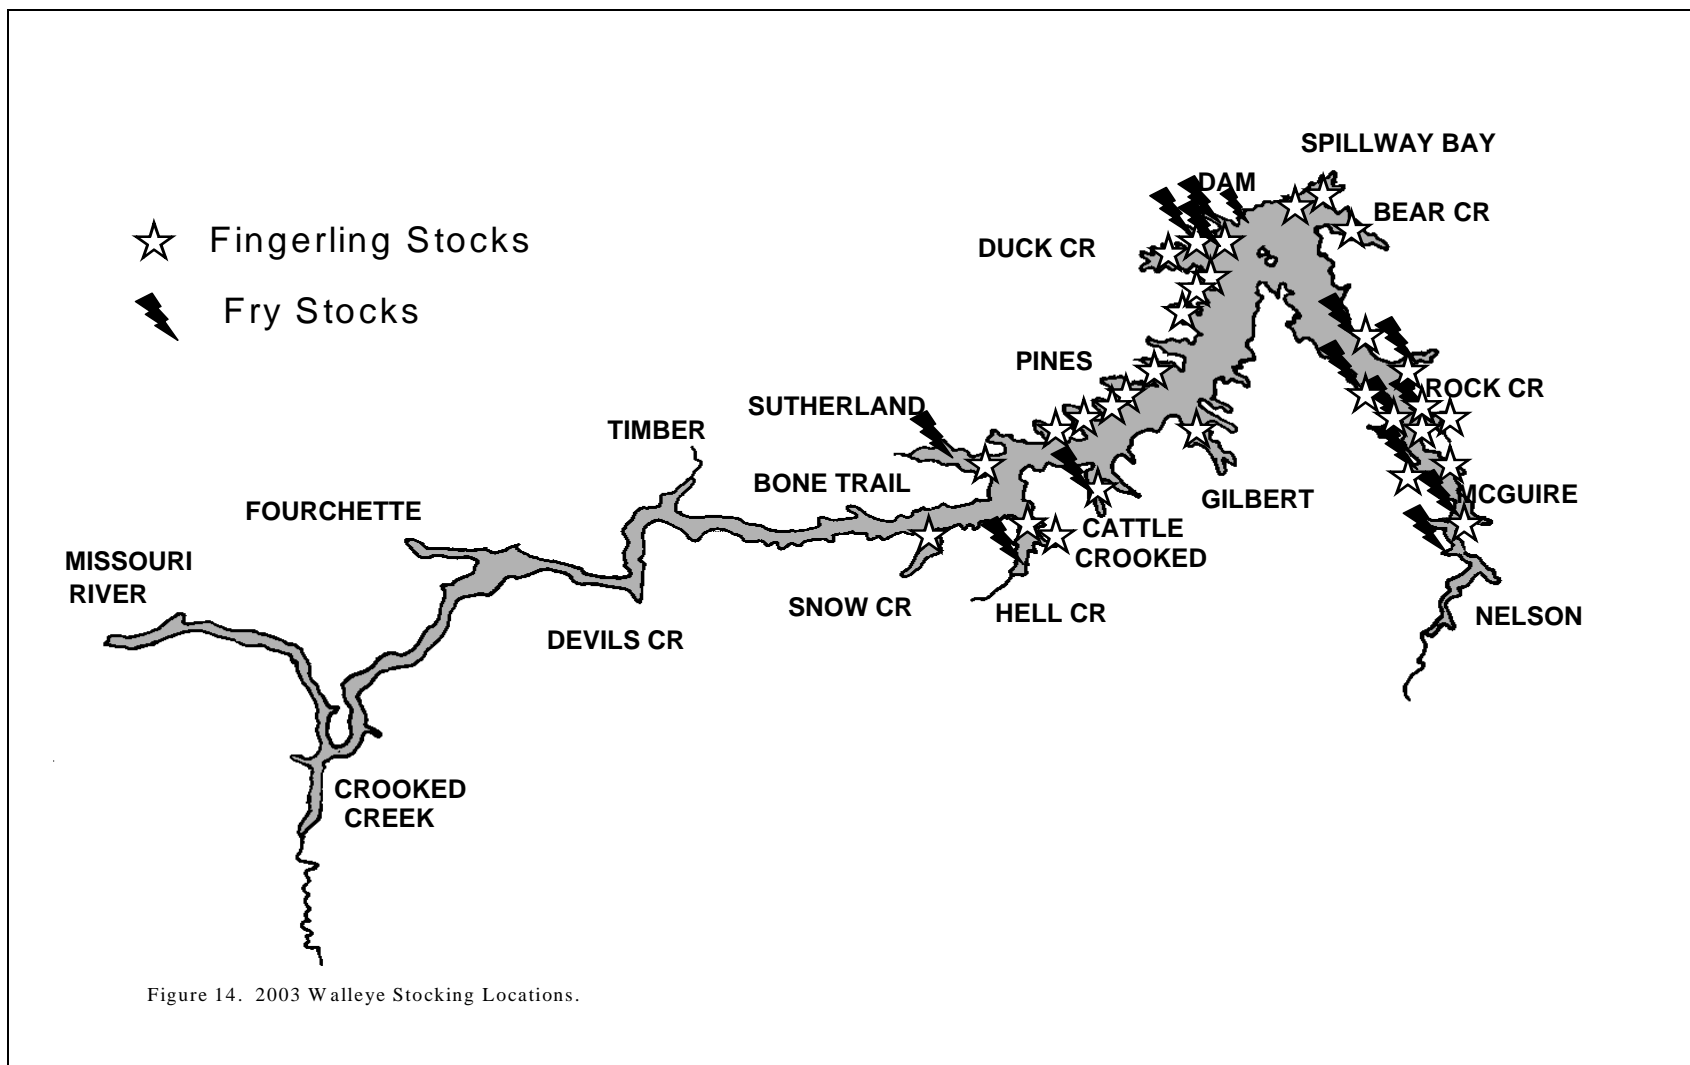 SPILLWAY BAY
DAM
BEAR CR
Fingerling Stocks
DUCK CR
Fry Stocks
PINES
ROCK CR
SUTHERLAND
TIMBER
BONE TRAIL
GILBERT
MCGUIRE
FOURCHETTE
CATTLE
CROOKED
MISSOURI
RIVER
SNOW CR
HELL CR
NELSON
DEVILS CR
CROOKED
CREEK
Figure 14. 2003 Walleye Stocking Locations.